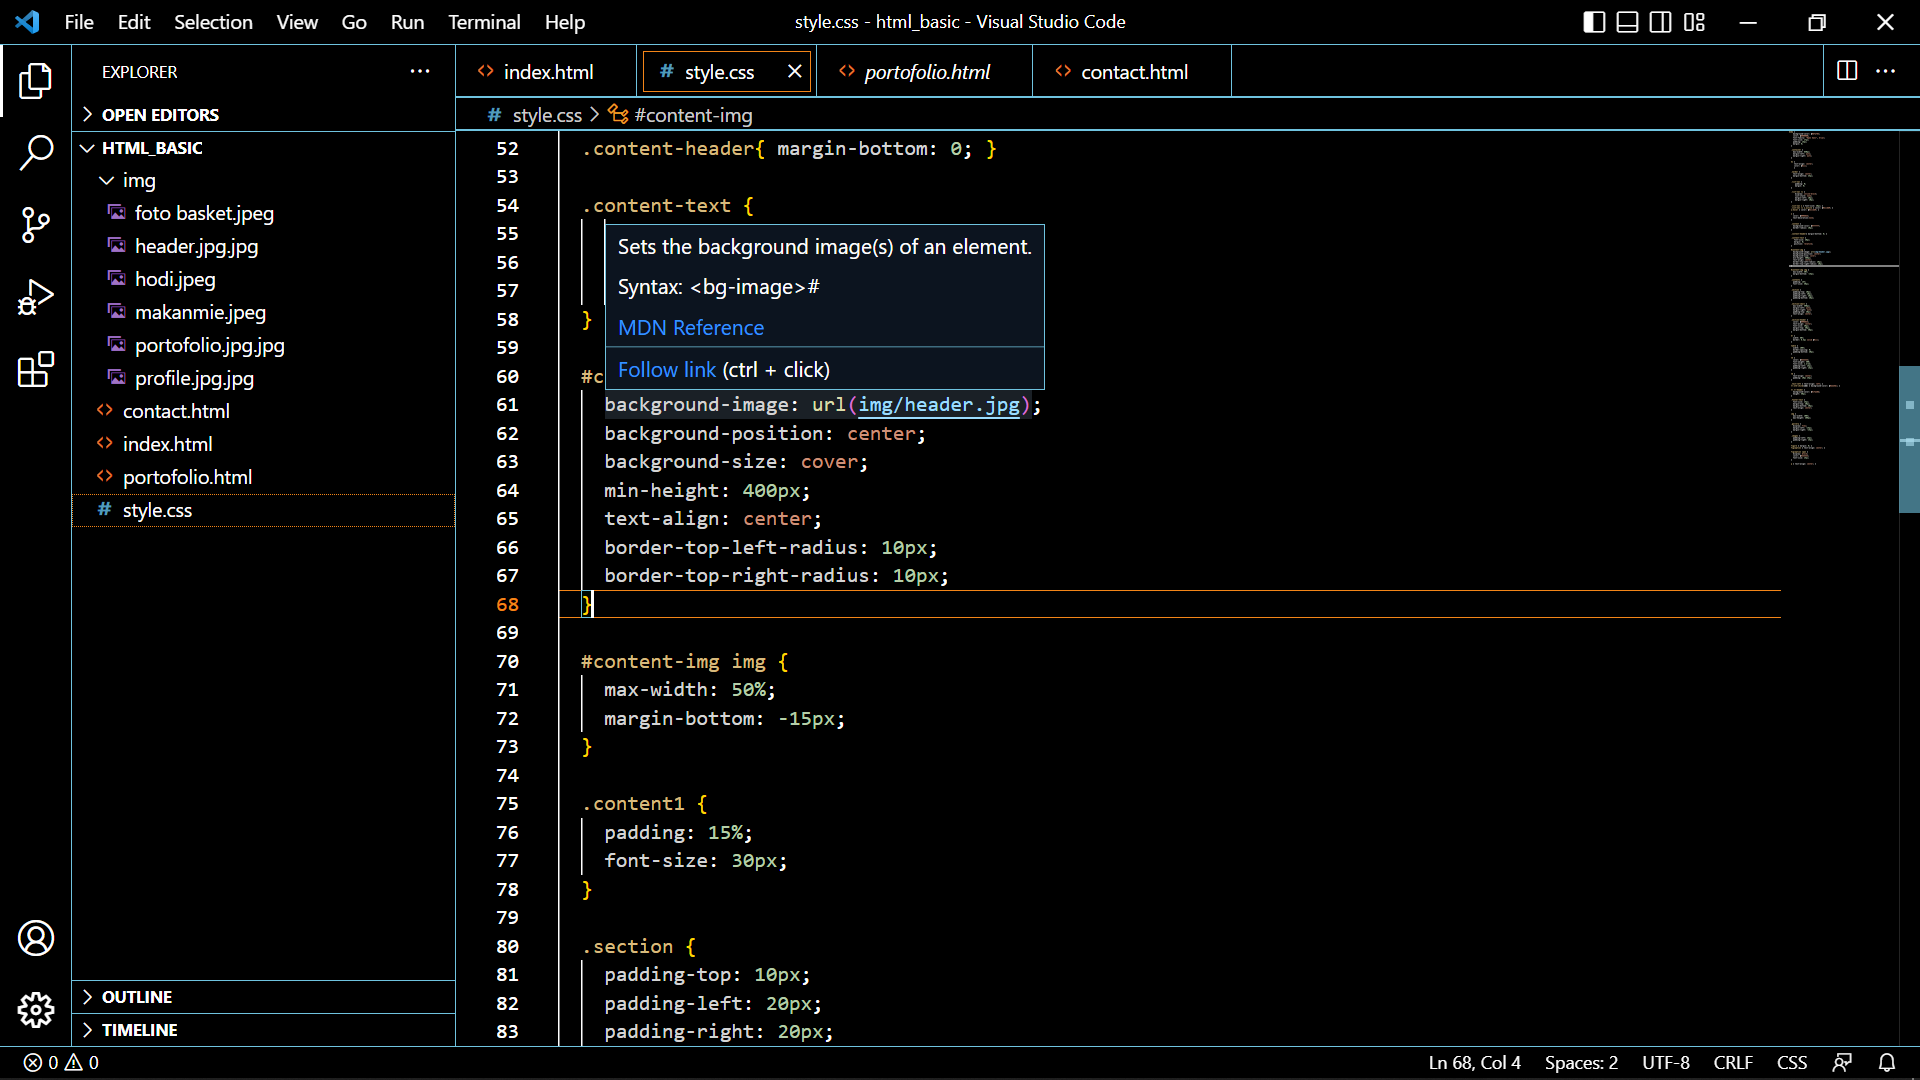 File Edit Selection View Go Run Terminal Help
style.css - html_basic - Visual Studio Code
EXPLORER
OPEN EDITORS
HTML_BASIC
img
foto basket.jpeg
header.jpg.jpg
hodi.jpeg
makanmie.jpeg
portofolio.jpg.jpg
profile.jpg.jpg
contact.html
index.html
portofolio.html
# style.css
OUTLINE
TIMELINE
index.html # style.css portofolio.html contact.html
# style.css > #content-img
52 .content-header{ margin-bottom: 0; }
53
54 .content-text {
55
56
57
58 }
59
60 #c
Sets the background image(s) of an element.
Syntax: <bg-image>#
MDN Reference
Follow link (ctrl + click)
61 background-image: url(img/header.jpg);
62 background-position: center;
63 background-size: cover;
64 min-height: 400px;
65 text-align: center;
66 border-top-left-radius: 10px;
67 border-top-right-radius: 10px;
68 }
69
70 #content-img img {
71 max-width: 50%;
72 margin-bottom: -15px;
73 }
74
75 .content1 {
76 padding: 15%;
77 font-size: 30px;
78 }
79
80 .section {
81 padding-top: 10px;
82 padding-left: 20px;
83 padding-right: 20px;
0 0
Ln 68, Col 4 Spaces: 2 UTF-8 CRLF CSS